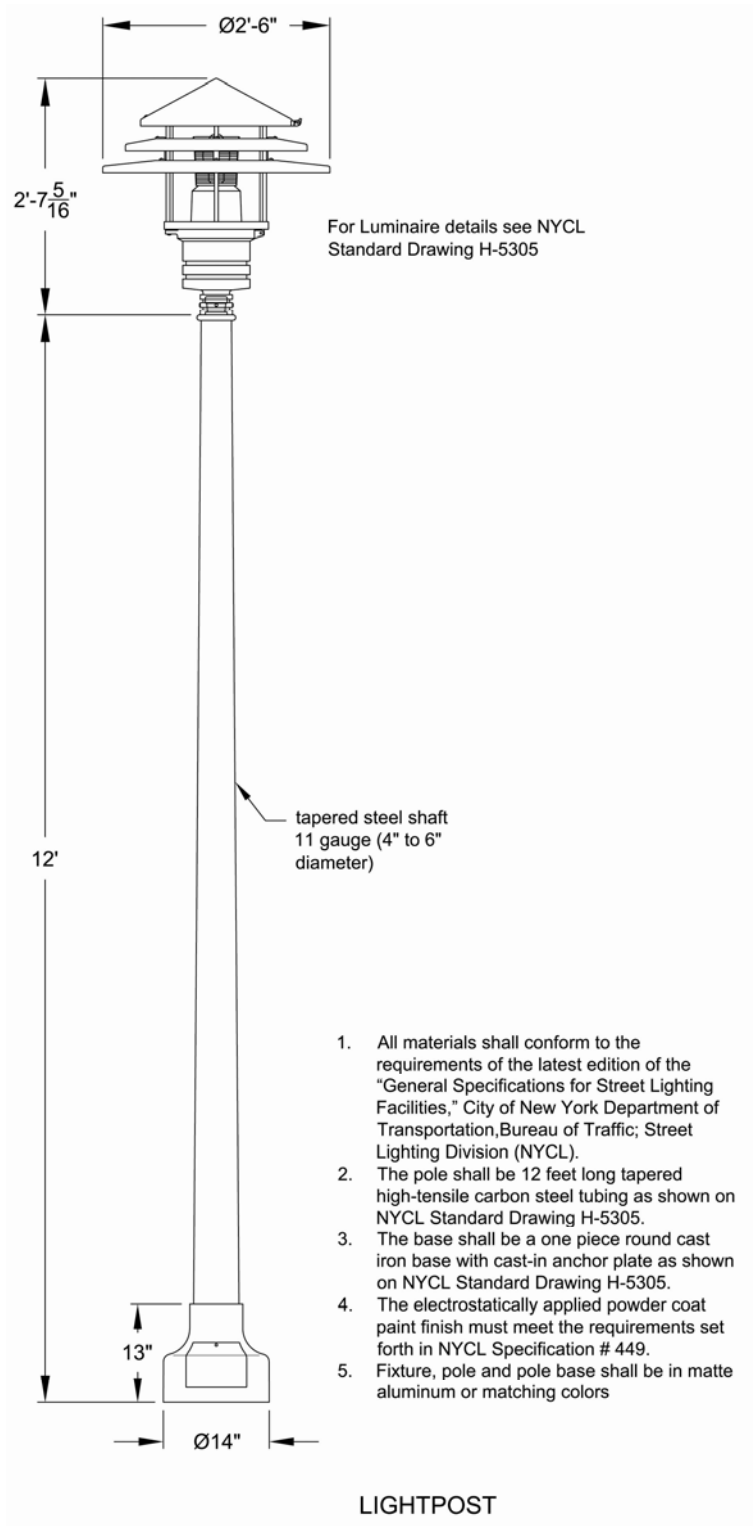 Ø2'-6"
2'-7 5/16"
For Luminaire details see NYCL
Standard Drawing H-5305
tapered steel shaft
11 gauge (4" to 6"
diameter)
12'
1. All materials shall conform to the
requirements of the latest edition of the
“General Specifications for Street Lighting
Facilities,” City of New York Department of
Transportation,Bureau of Traffic; Street
Lighting Division (NYCL).
2. The pole shall be 12 feet long tapered
high-tensile carbon steel tubing as shown on
NYCL Standard Drawing H-5305.
3. The base shall be a one piece round cast
iron base with cast-in anchor plate as shown
on NYCL Standard Drawing H-5305.
4. The electrostatically applied powder coat
paint finish must meet the requirements set
forth in NYCL Specification # 449.
5. Fixture, pole and pole base shall be in matte
aluminum or matching colors
13"
Ø14"
LIGHTPOST